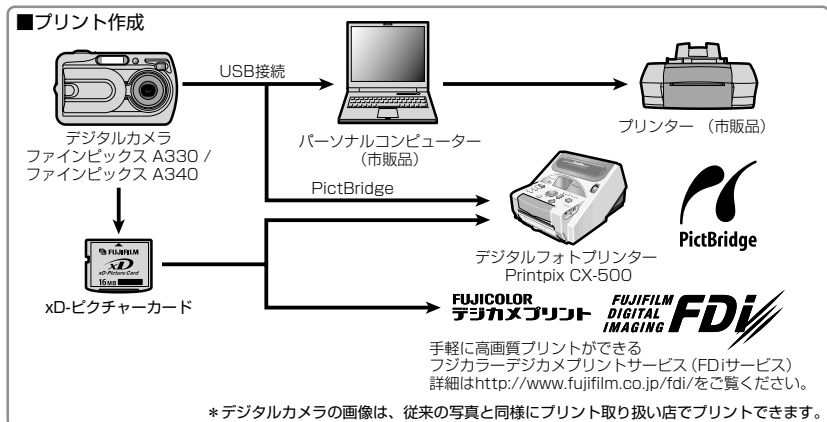 ■プリント作成
USB接続
デジタルカメラ
ファインピックス A330 /
ファインピックス A340
パーソナルコンピューター
（市販品）
プリンター （市販品）
PictBridge
PictBridge
デジタルフォトプリンター
Printpix CX-500
FUJIFILM
xD
xD-Picture Card
16MB
xD-ピクチャーカード
FUJICOLOR
デジカメプリント
FUJIFILM
DIGITAL
IMAGING
FDi
手軽に高画質プリントができる
フジカラーデジカメプリントサービス（FDiサービス）
詳細はhttp://www.fujifilm.co.jp/fdi/をご覧ください。
＊デジタルカメラの画像は、従来の写真と同様にプリント取り扱い店でプリントできます。